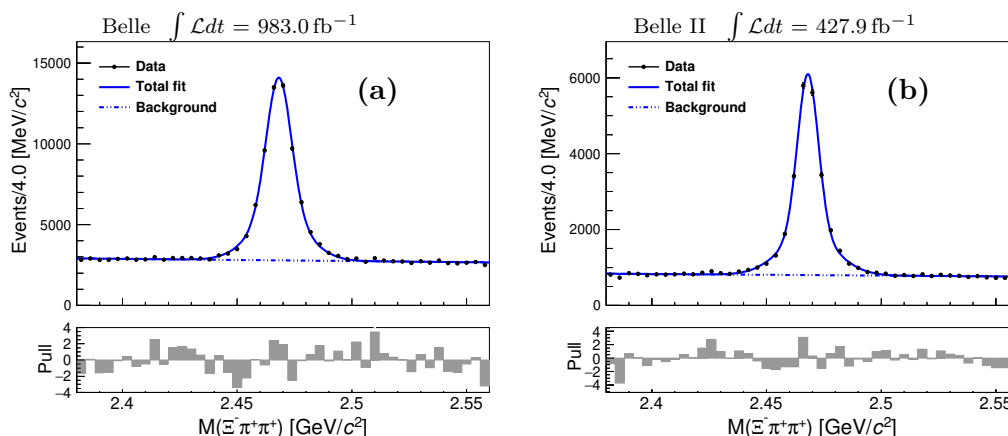 Belle ∫ ℒdt = 983.0 fb⁻¹
Events/4.0 [MeV/c²]
15000
10000
5000
0
Data
Total fit
Background
(a)
Pull
4
2
0
−2
−4
2.4 2.45 2.5 2.55
M(Ξ⁻π⁺π⁺) [GeV/c²]
Belle II ∫ ℒdt = 427.9 fb⁻¹
Events/4.0 [MeV/c²]
6000
4000
2000
0
Data
Total fit
Background
(b)
Pull
4
2
0
−2
−4
2.4 2.45 2.5 2.55
M(Ξ⁻π⁺π⁺) [GeV/c²]